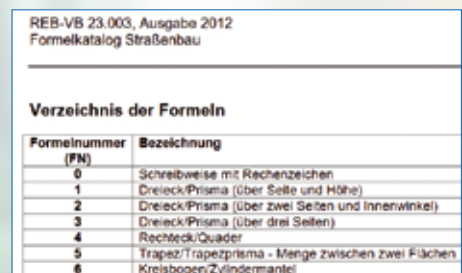 REB-VB 23.003, Ausgabe 2012
Formelkatalog Straßenbau
Verzeichnis der Formeln
Formelnummer (FN) Bezeichnung
0 Schreibweise mit Rechenzeichen
1 Dreieck/Prisma (über Seite und Höhe)
2 Dreieck/Prisma (über zwei Seiten und Innenwinkel)
3 Dreieck/Prisma (über drei Seiten)
4 Rechteck/Quader
5 Trapez/Trapezprisma - Menge zwischen zwei Flächen
6 Kreisbogen/Zylindermantel